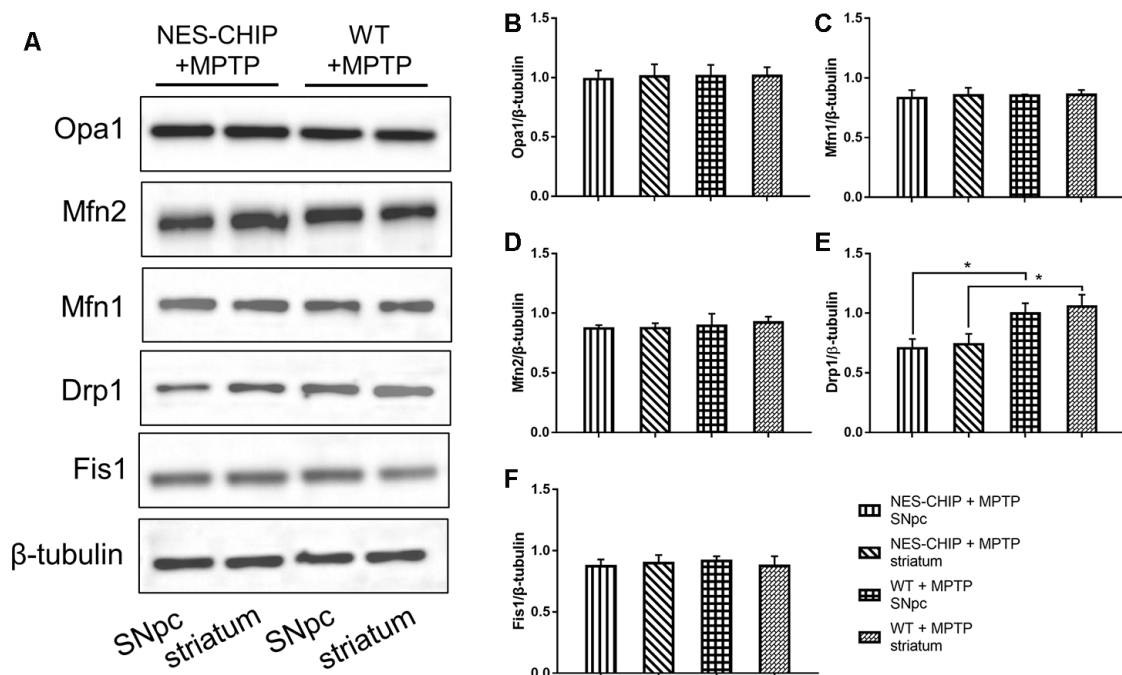 A
NES-CHIP
+MPTP
WT
+MPTP
Opa1
Mfn2
Mfn1
Drp1
Fis1
β-tubulin
SNpc
striatum
SNpc
striatum
B
1.5
1.0
0.5
0.0
Opa1/β-tubulin
C
1.5
1.0
0.5
0.0
Mfn1/β-tubulin
D
1.5
1.0
0.5
0.0
Mfn2/β-tubulin
E
1.5
1.0
0.5
0.0
Drp1/β-tubulin
*
*
F
1.5
1.0
0.5
0.0
Fis1/β-tubulin
NES-CHIP + MPTP
SNpc
NES-CHIP + MPTP
striatum
WT + MPTP
SNpc
WT + MPTP
striatum